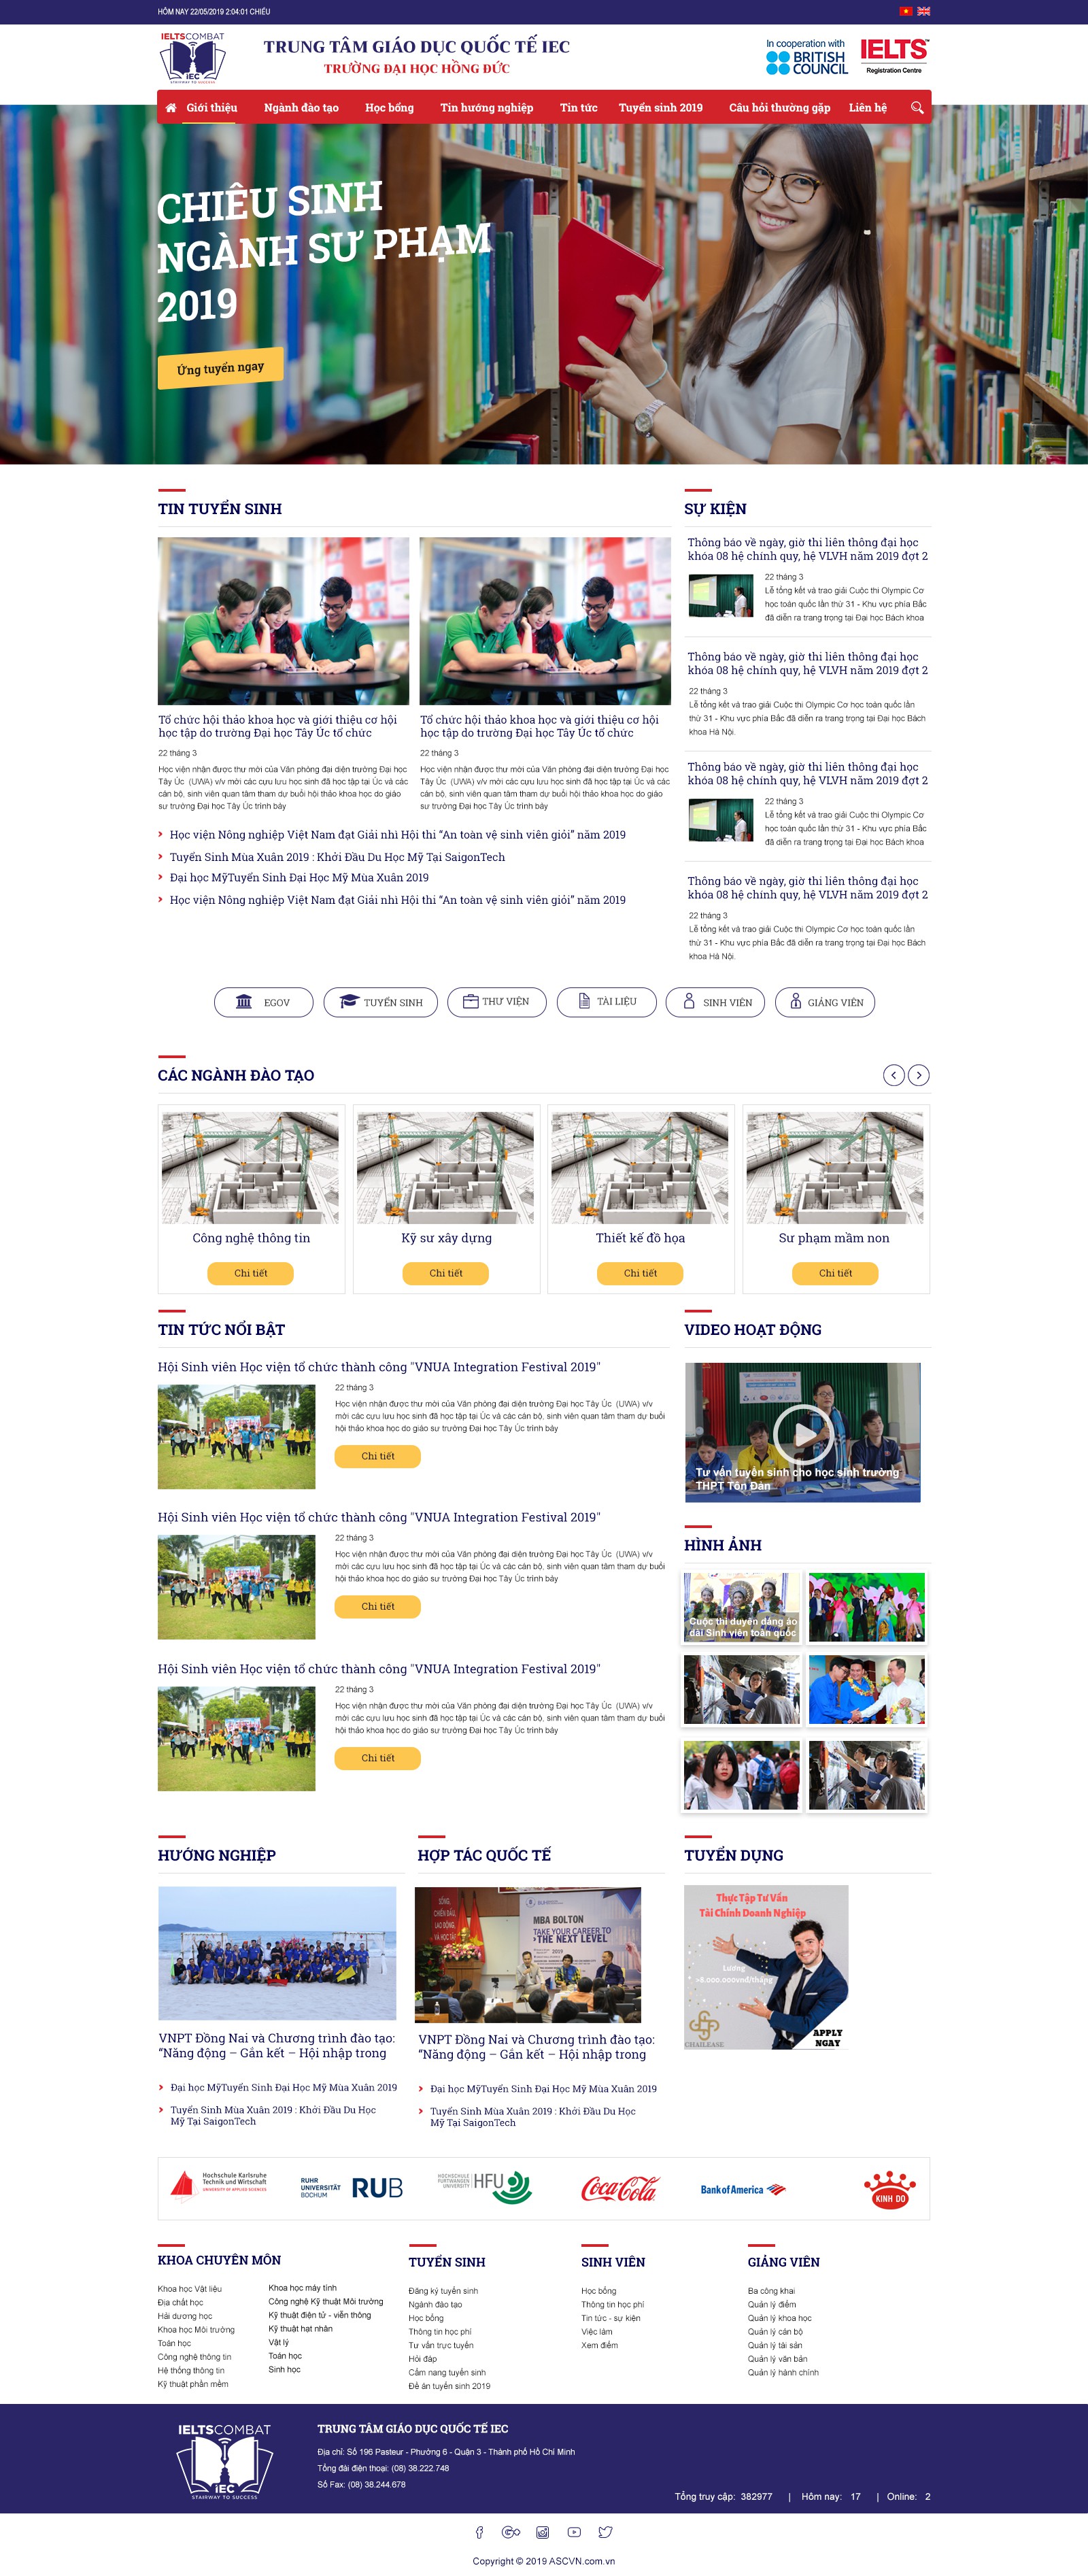 HÔM NAY 22/05/2019 2:04:01 CHIỀU
IELTSCOMBAT
IEC
STAIRWAY TO SUCCESS
TRUNG TÂM GIÁO DỤC QUỐC TẾ IEC
TRƯỜNG ĐẠI HỌC HỒNG ĐỨC
In cooperation with
BRITISH
COUNCIL
IELTS™
Registration Centre
Giới thiệu Ngành đào tạo Học bổng Tin hướng nghiệp Tin tức Tuyển sinh 2019 Câu hỏi thường gặp Liên hệ
CHIÊU SINH
NGÀNH SƯ PHẠM
2019
Ứng tuyển ngay
TIN TUYỂN SINH
Tổ chức hội thảo khoa học và giới thiệu cơ hội
học tập do trường Đại học Tây Úc tổ chức
22 tháng 3
Học viện nhận được thư mời của Văn phòng đại diện trường Đại học
Tây Úc (UWA) v/v mời các cựu lưu học sinh đã học tập tại Úc và các
cán bộ, sinh viên quan tâm tham dự buổi hội thảo khoa học do giáo
sư trường Đại học Tây Úc trình bày
Tổ chức hội thảo khoa học và giới thiệu cơ hội
học tập do trường Đại học Tây Úc tổ chức
22 tháng 3
Học viện nhận được thư mời của Văn phòng đại diện trường Đại học
Tây Úc (UWA) v/v mời các cựu lưu học sinh đã học tập tại Úc và các
cán bộ, sinh viên quan tâm tham dự buổi hội thảo khoa học do giáo
sư trường Đại học Tây Úc trình bày
Học viện Nông nghiệp Việt Nam đạt Giải nhì Hội thi “An toàn vệ sinh viên giỏi” năm 2019
Tuyển Sinh Mùa Xuân 2019 : Khởi Đầu Du Học Mỹ Tại SaigonTech
Đại học MỹTuyển Sinh Đại Học Mỹ Mùa Xuân 2019
Học viện Nông nghiệp Việt Nam đạt Giải nhì Hội thi “An toàn vệ sinh viên giỏi” năm 2019
SỰ KIỆN
Thông báo về ngày, giờ thi liên thông đại học
khóa 08 hệ chính quy, hệ VLVH năm 2019 đợt 2
22 tháng 3
Lễ tổng kết và trao giải Cuộc thi Olympic Cơ
học toàn quốc lần thứ 31 - Khu vực phía Bắc
đã diễn ra trang trọng tại Đại học Bách khoa
Thông báo về ngày, giờ thi liên thông đại học
khóa 08 hệ chính quy, hệ VLVH năm 2019 đợt 2
22 tháng 3
Lễ tổng kết và trao giải Cuộc thi Olympic Cơ học toàn quốc lần
thứ 31 - Khu vực phía Bắc đã diễn ra trang trọng tại Đại học Bách
khoa Hà Nội.
Thông báo về ngày, giờ thi liên thông đại học
khóa 08 hệ chính quy, hệ VLVH năm 2019 đợt 2
22 tháng 3
Lễ tổng kết và trao giải Cuộc thi Olympic Cơ
học toàn quốc lần thứ 31 - Khu vực phía Bắc
đã diễn ra trang trọng tại Đại học Bách khoa
Thông báo về ngày, giờ thi liên thông đại học
khóa 08 hệ chính quy, hệ VLVH năm 2019 đợt 2
22 tháng 3
Lễ tổng kết và trao giải Cuộc thi Olympic Cơ học toàn quốc lần
thứ 31 - Khu vực phía Bắc đã diễn ra trang trọng tại Đại học Bách
khoa Hà Nội.
EGOV TUYỂN SINH THƯ VIỆN TÀI LIỆU SINH VIÊN GIẢNG VIÊN
CÁC NGÀNH ĐÀO TẠO
Công nghệ thông tin Kỹ sư xây dựng Thiết kế đồ họa Sư phạm mầm non
Chi tiết Chi tiết Chi tiết Chi tiết
TIN TỨC NỔI BẬT
Hội Sinh viên Học viện tổ chức thành công "VNUA Integration Festival 2019"
22 tháng 3
Học viện nhận được thư mời của Văn phòng đại diện trường Đại học Tây Úc (UWA) v/v
mời các cựu lưu học sinh đã học tập tại Úc và các cán bộ, sinh viên quan tâm tham dự buổi
hội thảo khoa học do giáo sư trường Đại học Tây Úc trình bày
Chi tiết
Hội Sinh viên Học viện tổ chức thành công "VNUA Integration Festival 2019"
22 tháng 3
Học viện nhận được thư mời của Văn phòng đại diện trường Đại học Tây Úc (UWA) v/v
mời các cựu lưu học sinh đã học tập tại Úc và các cán bộ, sinh viên quan tâm tham dự buổi
hội thảo khoa học do giáo sư trường Đại học Tây Úc trình bày
Chi tiết
Hội Sinh viên Học viện tổ chức thành công "VNUA Integration Festival 2019"
22 tháng 3
Học viện nhận được thư mời của Văn phòng đại diện trường Đại học Tây Úc (UWA) v/v
mời các cựu lưu học sinh đã học tập tại Úc và các cán bộ, sinh viên quan tâm tham dự buổi
hội thảo khoa học do giáo sư trường Đại học Tây Úc trình bày
Chi tiết
VIDEO HOẠT ĐỘNG
Tư vấn tuyển sinh cho học sinh trường
THPT Tôn Đản
HÌNH ẢNH
Cuộc thi duyên dáng áo
dài Sinh viên toàn quốc
HƯỚNG NGHIỆP
VNPT Đồng Nai và Chương trình đào tạo:
“Năng động – Gắn kết – Hội nhập trong
Đại học MỹTuyển Sinh Đại Học Mỹ Mùa Xuân 2019
Tuyển Sinh Mùa Xuân 2019 : Khởi Đầu Du Học
Mỹ Tại SaigonTech
HỢP TÁC QUỐC TẾ
SỐNG,
CHIẾN ĐẤU,
LAO ĐỘNG
MBA BOLTON
TAKE YOUR CAREER TO
THE NEXT LEVEL
2019
VNPT Đồng Nai và Chương trình đào tạo:
“Năng động – Gắn kết – Hội nhập trong
Đại học MỹTuyển Sinh Đại Học Mỹ Mùa Xuân 2019
Tuyển Sinh Mùa Xuân 2019 : Khởi Đầu Du Học
Mỹ Tại SaigonTech
TUYỂN DỤNG
Thực Tập Tư Vấn
Tài Chính Doanh Nghiệp
Lương
>8.000.000vnđ/tháng
CHAILEASE
APPLY
NGAY
Hochschule Karlsruhe
Technik und Wirtschaft
UNIVERSITY OF APPLIED SCIENCES
RUHR
UNIVERSITÄT
BOCHUM
RUB
HOCHSCHULE
FURTWANGEN
UNIVERSITY
HFU
Coca-Cola
Bank of America
KINH DO
KHOA CHUYÊN MÔN
Khoa học Vật liệu
Địa chất học
Hải dương học
Khoa học Môi trường
Toán học
Công nghệ thông tin
Hệ thống thông tin
Kỹ thuật phần mềm
Khoa học máy tính
Công nghệ Kỹ thuật Môi trường
Kỹ thuật điện tử - viễn thông
Kỹ thuật hạt nhân
Vật lý
Toán học
Sinh học
TUYỂN SINH
Đăng ký tuyển sinh
Ngành đào tạo
Học bổng
Thông tin học phí
Tư vấn trực tuyến
Hỏi đáp
Cẩm nang tuyển sinh
Đề án tuyển sinh 2019
SINH VIÊN
Học bổng
Thông tin học phí
Tin tức - sự kiện
Việc làm
Xem điểm
GIẢNG VIÊN
Ba công khai
Quản lý điểm
Quản lý khoa học
Quản lý cán bộ
Quản lý tài sản
Quản lý văn bản
Quản lý hành chính
IELTSCOMBAT
IEC
STAIRWAY TO SUCCESS
TRUNG TÂM GIÁO DỤC QUỐC TẾ IEC
Địa chỉ: Số 196 Pasteur - Phường 6 - Quận 3 - Thành phố Hồ Chí Minh
Tổng đài điện thoại: (08) 38.222.748
Số Fax: (08) 38.244.678
Tổng truy cập: 382977 | Hôm nay: 17 | Online: 2
Copyright © 2019 ASCVN.com.vn